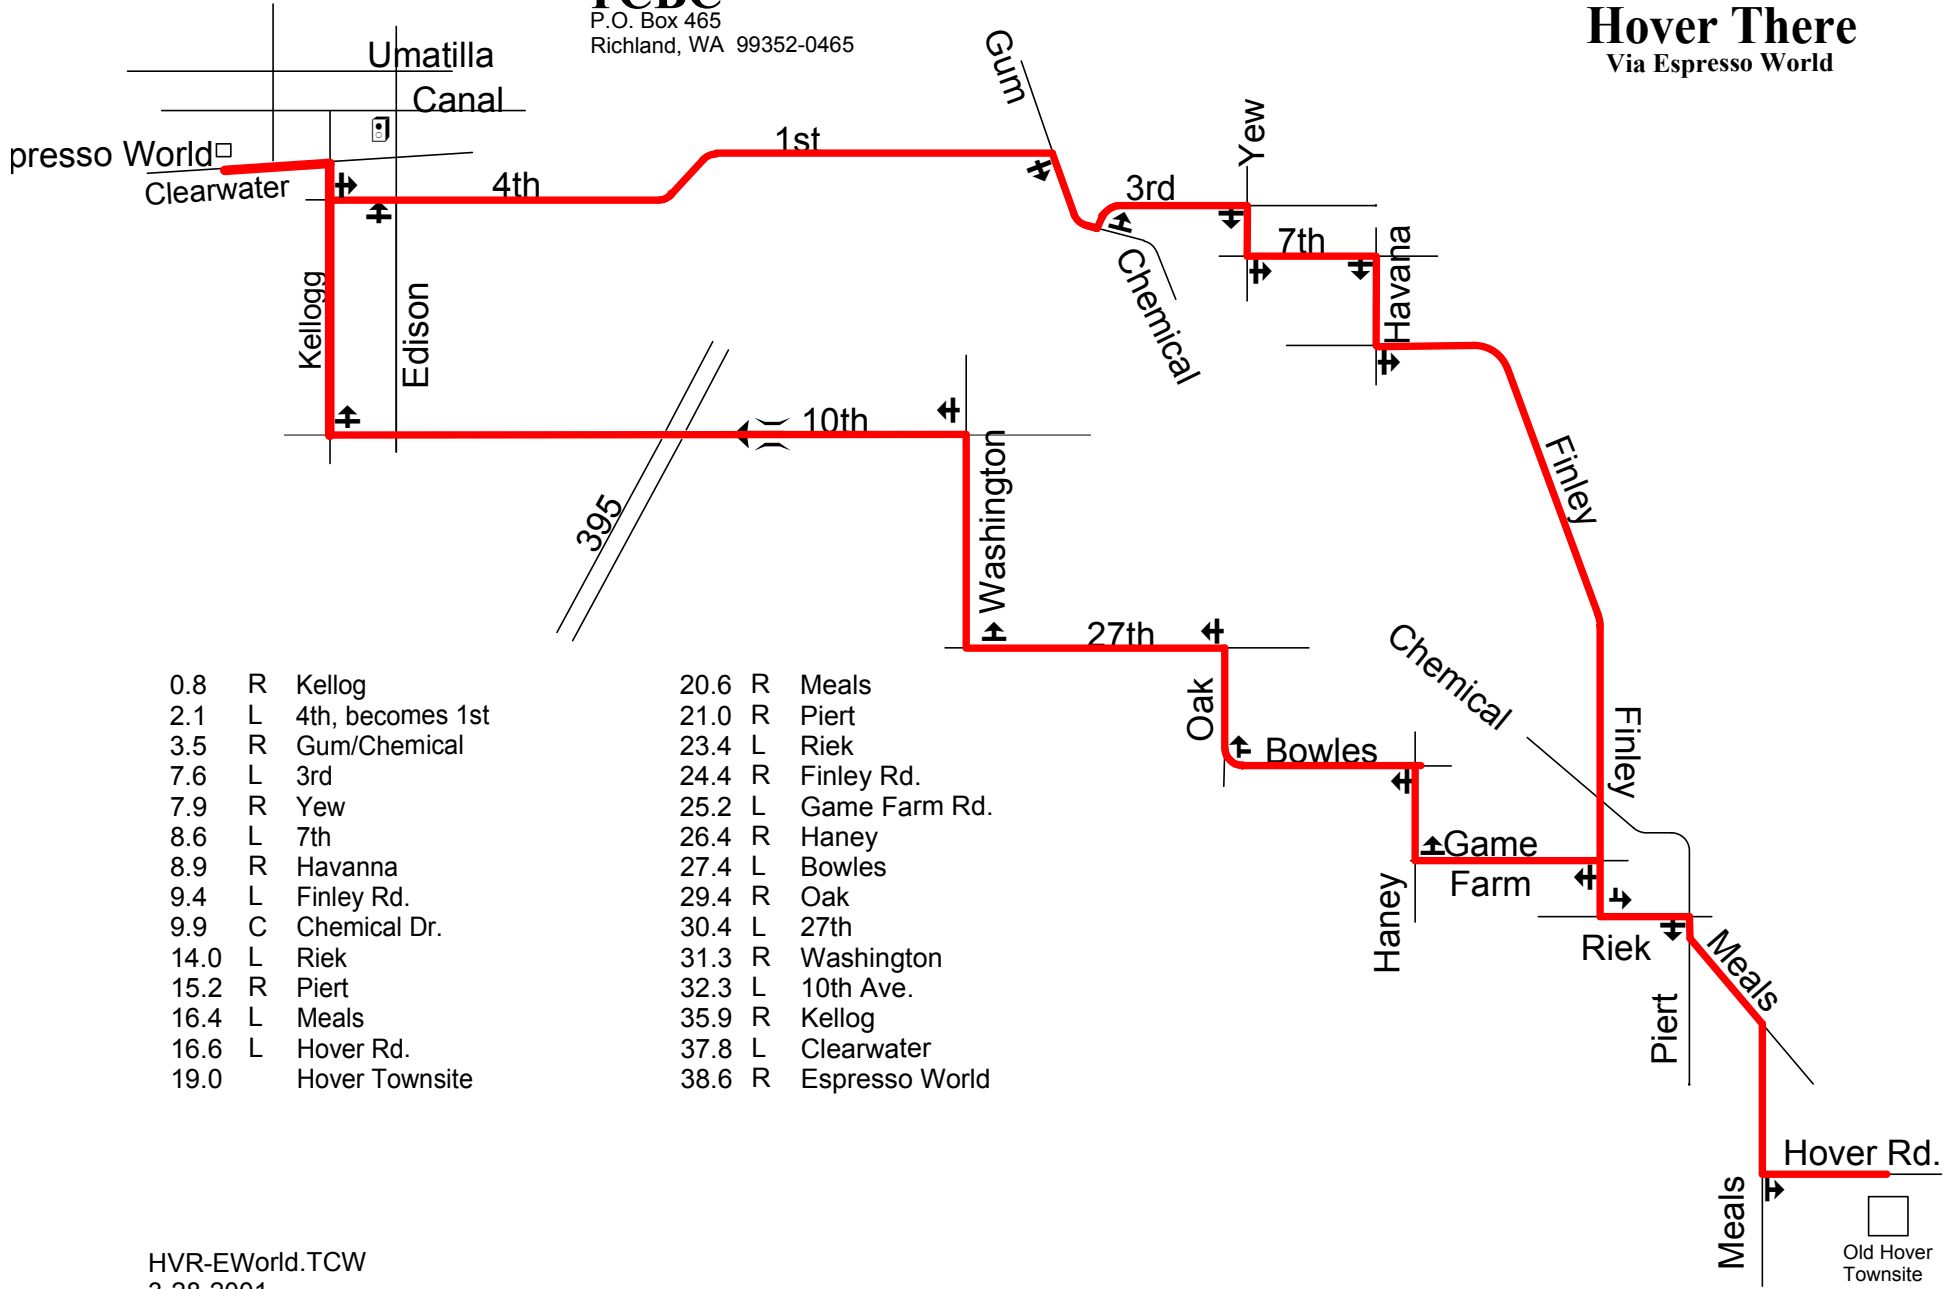 TCBC
P.O. Box 465
Richland, WA 99352-0465
Hover There
Via Espresso World
Umatilla
Canal
presso World
Clearwater
4th
1st
Gum
3rd
Yew
7th
Havana
Chemical
Kellogg
Edison
10th
395
Washington
Finley
27th
Chemical
Oak
Bowles
Finley
Game
Farm
Haney
Riek
Meals
Piert
Hover Rd.
Meals
Old Hover
Townsite
0.8 R Kellog
2.1 L 4th, becomes 1st
3.5 R Gum/Chemical
7.6 L 3rd
7.9 R Yew
8.6 L 7th
8.9 R Havanna
9.4 L Finley Rd.
9.9 C Chemical Dr.
14.0 L Riek
15.2 R Piert
16.4 L Meals
16.6 L Hover Rd.
19.0 Hover Townsite
20.6 R Meals
21.0 R Piert
23.4 L Riek
24.4 R Finley Rd.
25.2 L Game Farm Rd.
26.4 R Haney
27.4 L Bowles
29.4 R Oak
30.4 L 27th
31.3 R Washington
32.3 L 10th Ave.
35.9 R Kellog
37.8 L Clearwater
38.6 R Espresso World
HVR-EWorld.TCW
3-28-2001